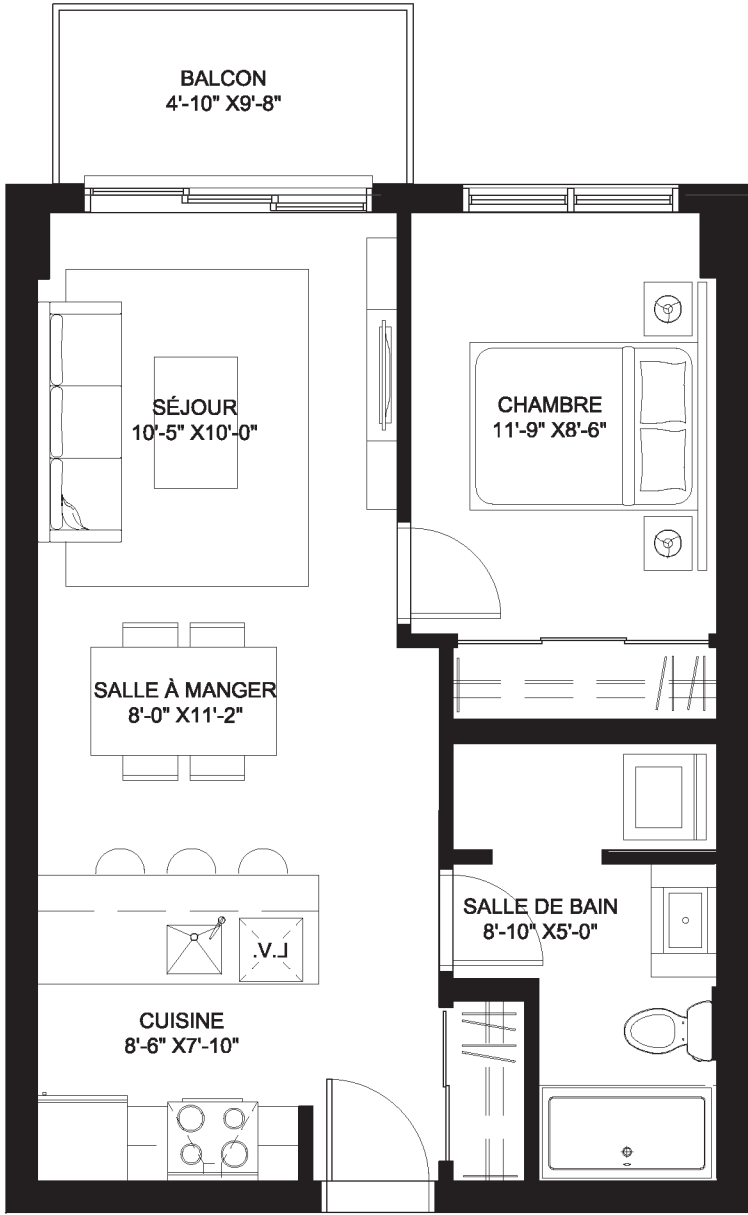 BALCON
4'-10" X9'-8"
SÉJOUR
10'-5" X10'-0"
CHAMBRE
11'-9" X8'-6"
SALLE À MANGER
8'-0" X11'-2"
SALLE DE BAIN
8'-10" X5'-0"
L.V.
CUISINE
8'-6" X7'-10"